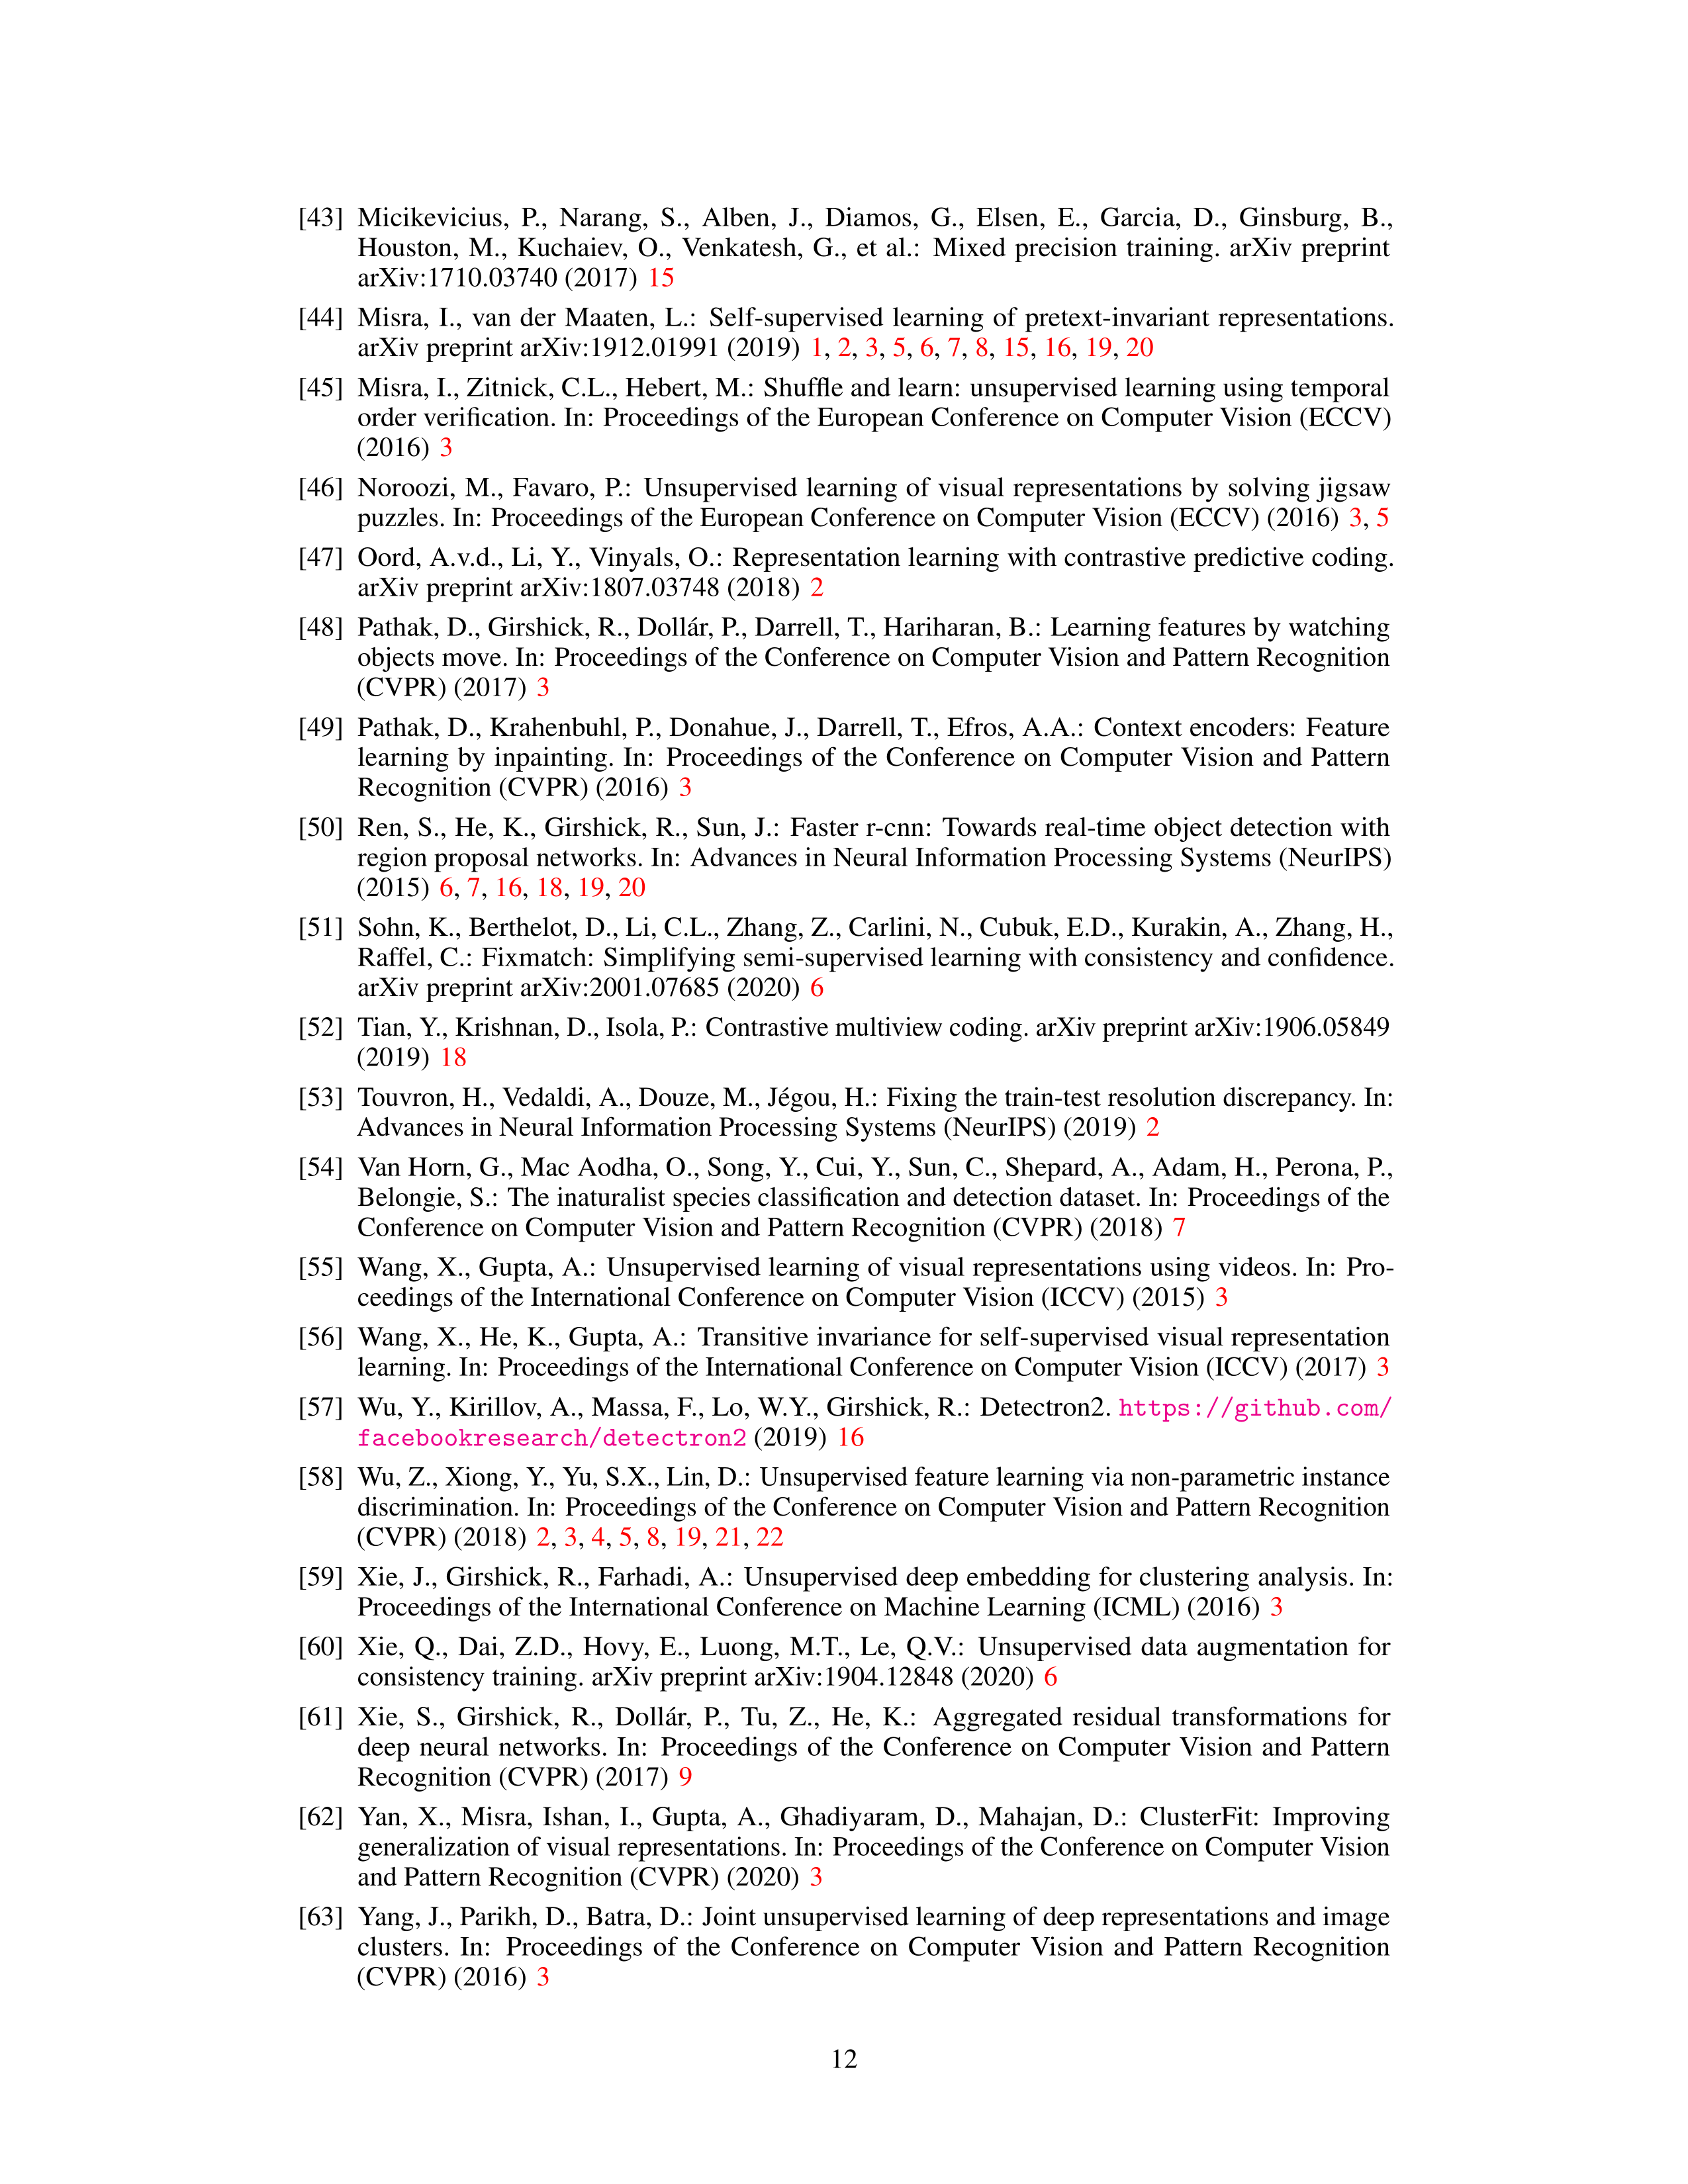 [43] Micikevicius, P., Narang, S., Alben, J., Diamos, G., Elsen, E., Garcia, D., Ginsburg, B.,
Houston, M., Kuchaiev, O., Venkatesh, G., et al.: Mixed precision training. arXiv preprint
arXiv:1710.03740 (2017) 15
[44] Misra, I., van der Maaten, L.: Self-supervised learning of pretext-invariant representations.
arXiv preprint arXiv:1912.01991 (2019) 1, 2, 3, 5, 6, 7, 8, 15, 16, 19, 20
[45] Misra, I., Zitnick, C.L., Hebert, M.: Shuffle and learn: unsupervised learning using temporal
order verification. In: Proceedings of the European Conference on Computer Vision (ECCV)
(2016) 3
[46] Noroozi, M., Favaro, P.: Unsupervised learning of visual representations by solving jigsaw
puzzles. In: Proceedings of the European Conference on Computer Vision (ECCV) (2016) 3, 5
[47] Oord, A.v.d., Li, Y., Vinyals, O.: Representation learning with contrastive predictive coding.
arXiv preprint arXiv:1807.03748 (2018) 2
[48] Pathak, D., Girshick, R., Dollár, P., Darrell, T., Hariharan, B.: Learning features by watching
objects move. In: Proceedings of the Conference on Computer Vision and Pattern Recognition
(CVPR) (2017) 3
[49] Pathak, D., Krahenbuhl, P., Donahue, J., Darrell, T., Efros, A.A.: Context encoders: Feature
learning by inpainting. In: Proceedings of the Conference on Computer Vision and Pattern
Recognition (CVPR) (2016) 3
[50] Ren, S., He, K., Girshick, R., Sun, J.: Faster r-cnn: Towards real-time object detection with
region proposal networks. In: Advances in Neural Information Processing Systems (NeurIPS)
(2015) 6, 7, 16, 18, 19, 20
[51] Sohn, K., Berthelot, D., Li, C.L., Zhang, Z., Carlini, N., Cubuk, E.D., Kurakin, A., Zhang, H.,
Raffel, C.: Fixmatch: Simplifying semi-supervised learning with consistency and confidence.
arXiv preprint arXiv:2001.07685 (2020) 6
[52] Tian, Y., Krishnan, D., Isola, P.: Contrastive multiview coding. arXiv preprint arXiv:1906.05849
(2019) 18
[53] Touvron, H., Vedaldi, A., Douze, M., Jégou, H.: Fixing the train-test resolution discrepancy. In:
Advances in Neural Information Processing Systems (NeurIPS) (2019) 2
[54] Van Horn, G., Mac Aodha, O., Song, Y., Cui, Y., Sun, C., Shepard, A., Adam, H., Perona, P.,
Belongie, S.: The inaturalist species classification and detection dataset. In: Proceedings of the
Conference on Computer Vision and Pattern Recognition (CVPR) (2018) 7
[55] Wang, X., Gupta, A.: Unsupervised learning of visual representations using videos. In: Pro-
ceedings of the International Conference on Computer Vision (ICCV) (2015) 3
[56] Wang, X., He, K., Gupta, A.: Transitive invariance for self-supervised visual representation
learning. In: Proceedings of the International Conference on Computer Vision (ICCV) (2017) 3
[57] Wu, Y., Kirillov, A., Massa, F., Lo, W.Y., Girshick, R.: Detectron2. https://github.com/
facebookresearch/detectron2 (2019) 16
[58] Wu, Z., Xiong, Y., Yu, S.X., Lin, D.: Unsupervised feature learning via non-parametric instance
discrimination. In: Proceedings of the Conference on Computer Vision and Pattern Recognition
(CVPR) (2018) 2, 3, 4, 5, 8, 19, 21, 22
[59] Xie, J., Girshick, R., Farhadi, A.: Unsupervised deep embedding for clustering analysis. In:
Proceedings of the International Conference on Machine Learning (ICML) (2016) 3
[60] Xie, Q., Dai, Z.D., Hovy, E., Luong, M.T., Le, Q.V.: Unsupervised data augmentation for
consistency training. arXiv preprint arXiv:1904.12848 (2020) 6
[61] Xie, S., Girshick, R., Dollár, P., Tu, Z., He, K.: Aggregated residual transformations for
deep neural networks. In: Proceedings of the Conference on Computer Vision and Pattern
Recognition (CVPR) (2017) 9
[62] Yan, X., Misra, Ishan, I., Gupta, A., Ghadiyaram, D., Mahajan, D.: ClusterFit: Improving
generalization of visual representations. In: Proceedings of the Conference on Computer Vision
and Pattern Recognition (CVPR) (2020) 3
[63] Yang, J., Parikh, D., Batra, D.: Joint unsupervised learning of deep representations and image
clusters. In: Proceedings of the Conference on Computer Vision and Pattern Recognition
(CVPR) (2016) 3
12